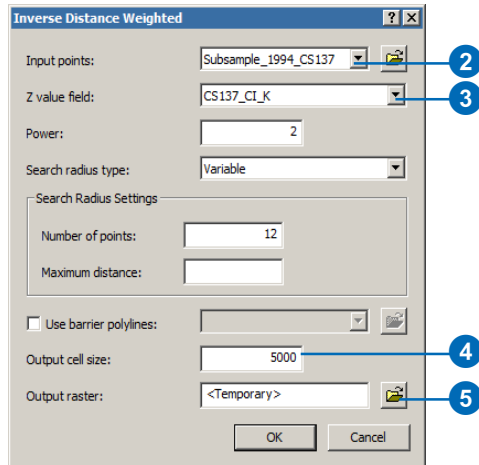 Inverse Distance Weighted ? ×
Input points: Subsample_1994_CS137 2
Z value field: CS137_CI_K 3
Power: 2
Search radius type: Variable
Search Radius Settings
Number of points: 12
Maximum distance:
Use barrier polylines:
Output cell size: 5000 4
Output raster: <Temporary> 5
OK Cancel